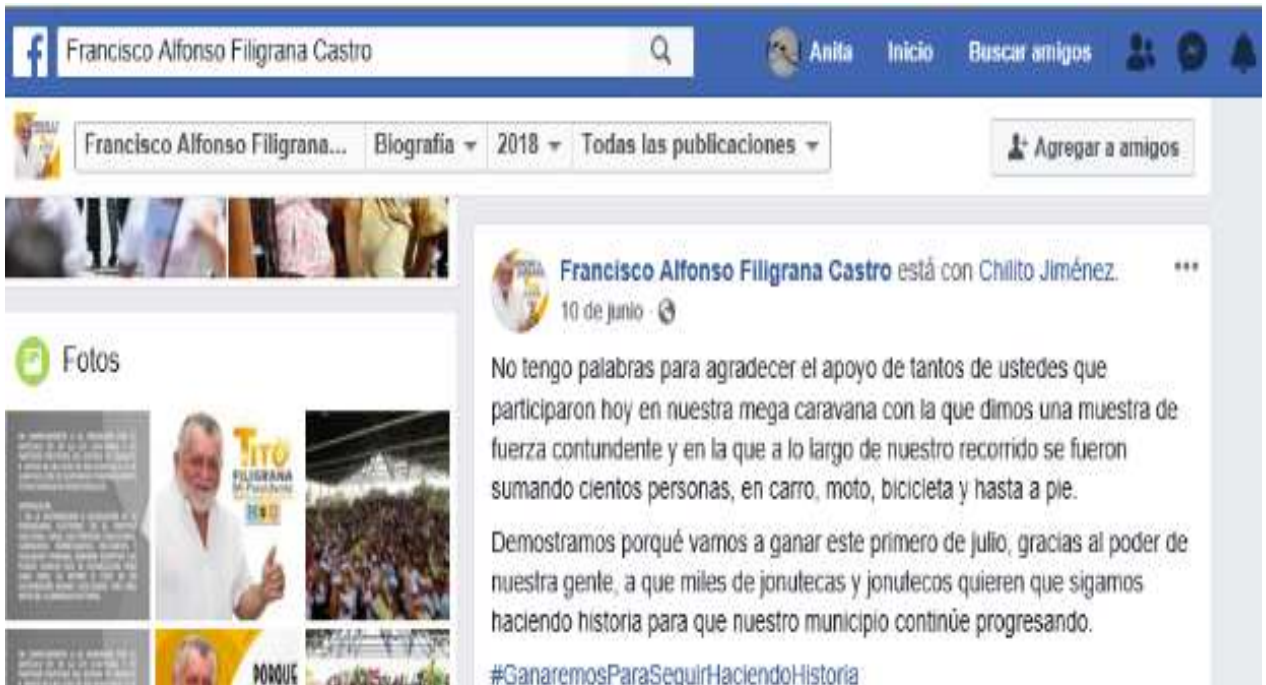 Francisco Alfonso Filigrana Castro
Anita Inicio Buscar amigos
Francisco Alfonso Filigrana... Biografía 2018 Todas las publicaciones Agregar a amigos
Francisco Alfonso Filigrana Castro está con Chilito Jiménez.
10 de junio
No tengo palabras para agradecer el apoyo de tantos de ustedes que
participaron hoy en nuestra mega caravana con la que dimos una muestra de
fuerza contundente y en la que a lo largo de nuestro recorrido se fueron
sumando cientos personas, en carro, moto, bicicleta y hasta a pie.
Demostramos porqué vamos a ganar este primero de julio, gracias al poder de
nuestra gente, a que miles de jonutecas y jonutecos quieren que sigamos
haciendo historia para que nuestro municipio continúe progresando.
#GanaremosParaSeguirHaciendoHistoria
Fotos
TITO
FILIGRANA
Mi Presidente
PORQUE